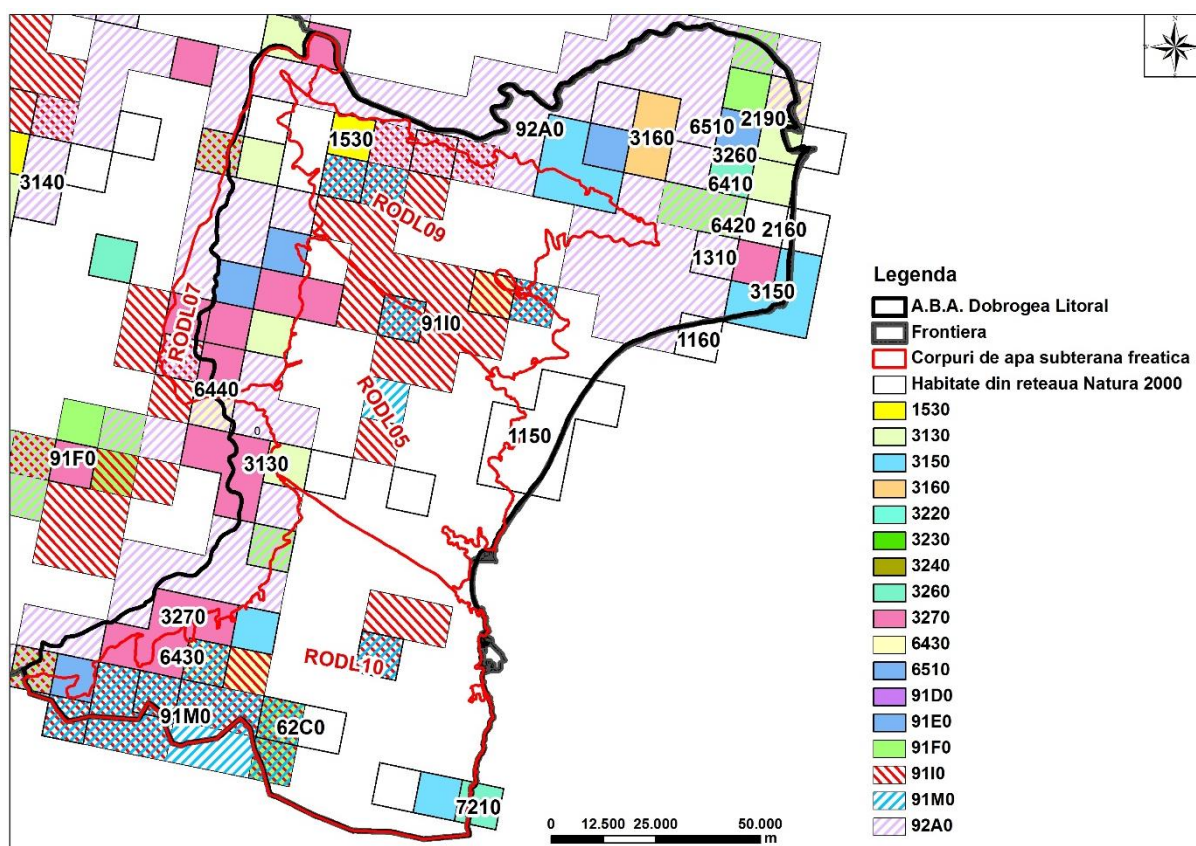 92A0
3160
6510
2190
1530
3260
3140
6410
RODL09
6420
2160
1310
RODL07
3150
91I0
1160
6440
RODL05
1150
91F0
0
3130
3270
6430
RODL10
91M0
62C0
7210
0 12.500 25.000 50.000
m
Legenda
A.B.A. Dobrogea Litoral
Frontiera
Corpuri de apa subterana freatica
Habitate din reteaua Natura 2000
1530
3130
3150
3160
3220
3230
3240
3260
3270
6430
6510
91D0
91E0
91F0
91I0
91M0
92A0